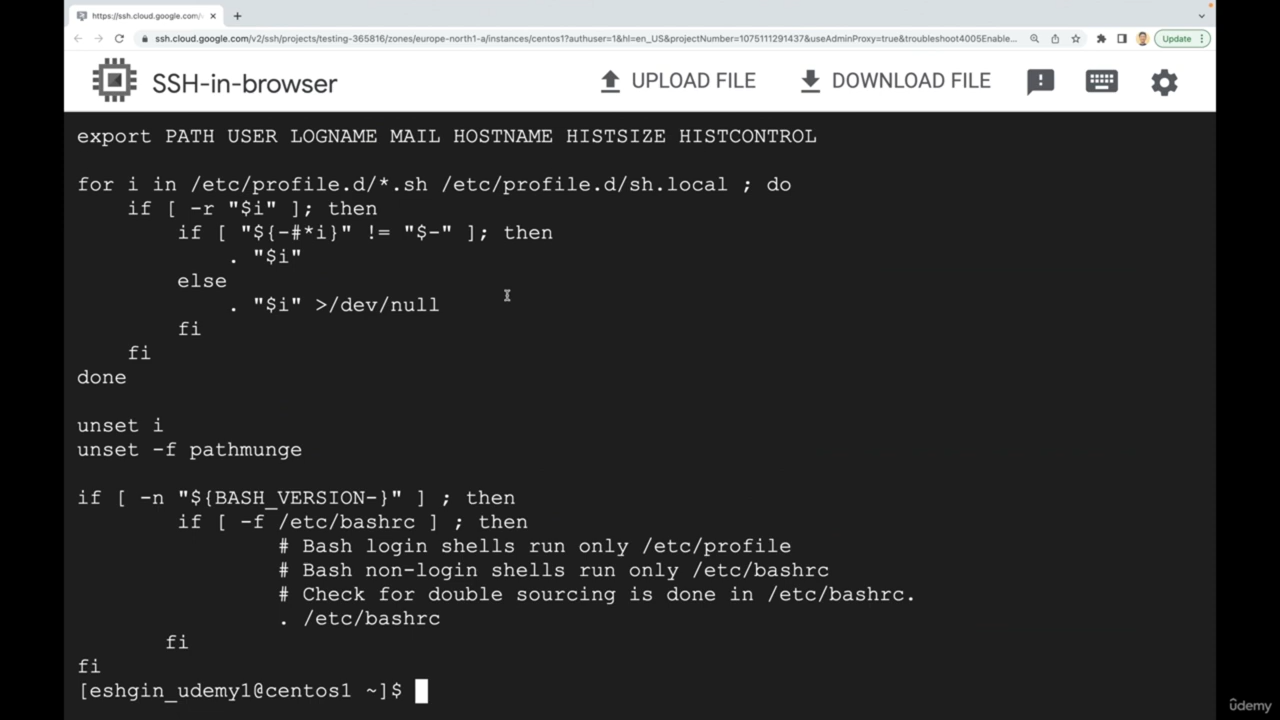 https://ssh.cloud.google.com/v
ssh.cloud.google.com/v2/ssh/projects/testing-365816/zones/europe-north1-a/instances/centos1?authuser=1&hl=en_US&projectNumber=1075111291437&useAdminProxy=true&troubleshoot4005Enable...
Update
SSH-in-browser
UPLOAD FILE
DOWNLOAD FILE
export PATH USER LOGNAME MAIL HOSTNAME HISTSIZE HISTCONTROL
for i in /etc/profile.d/*.sh /etc/profile.d/sh.local ; do
    if [ -r "$i" ]; then
        if [ "${-#*i}" != "$-" ]; then
            . "$i"
        else
            . "$i" >/dev/null
        fi
    fi
done
unset i
unset -f pathmunge
if [ -n "${BASH_VERSION-}" ] ; then
        if [ -f /etc/bashrc ] ; then
                # Bash login shells run only /etc/profile
                # Bash non-login shells run only /etc/bashrc
                # Check for double sourcing is done in /etc/bashrc.
                . /etc/bashrc
       fi
fi
[eshgin_udemy1@centos1 ~]$
ûdemy